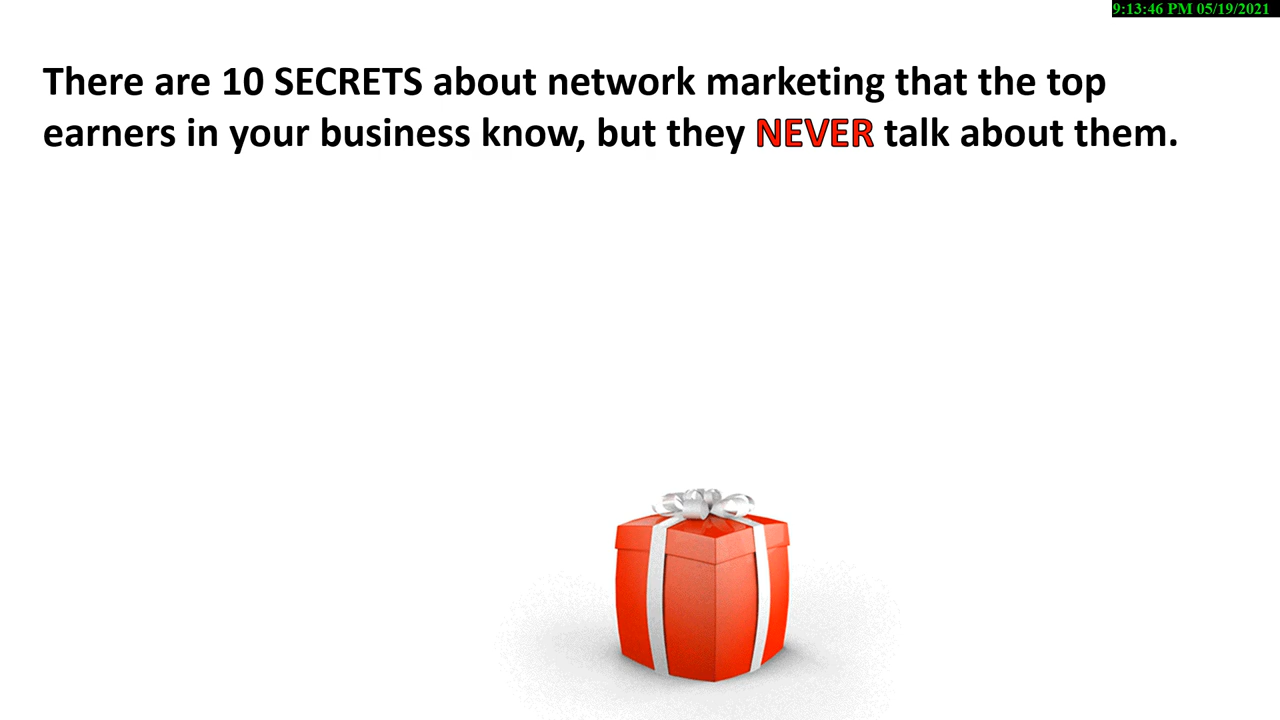 9:13:46 PM 05/19/2021
There are 10 SECRETS about network marketing that the top
earners in your business know, but they NEVER talk about them.